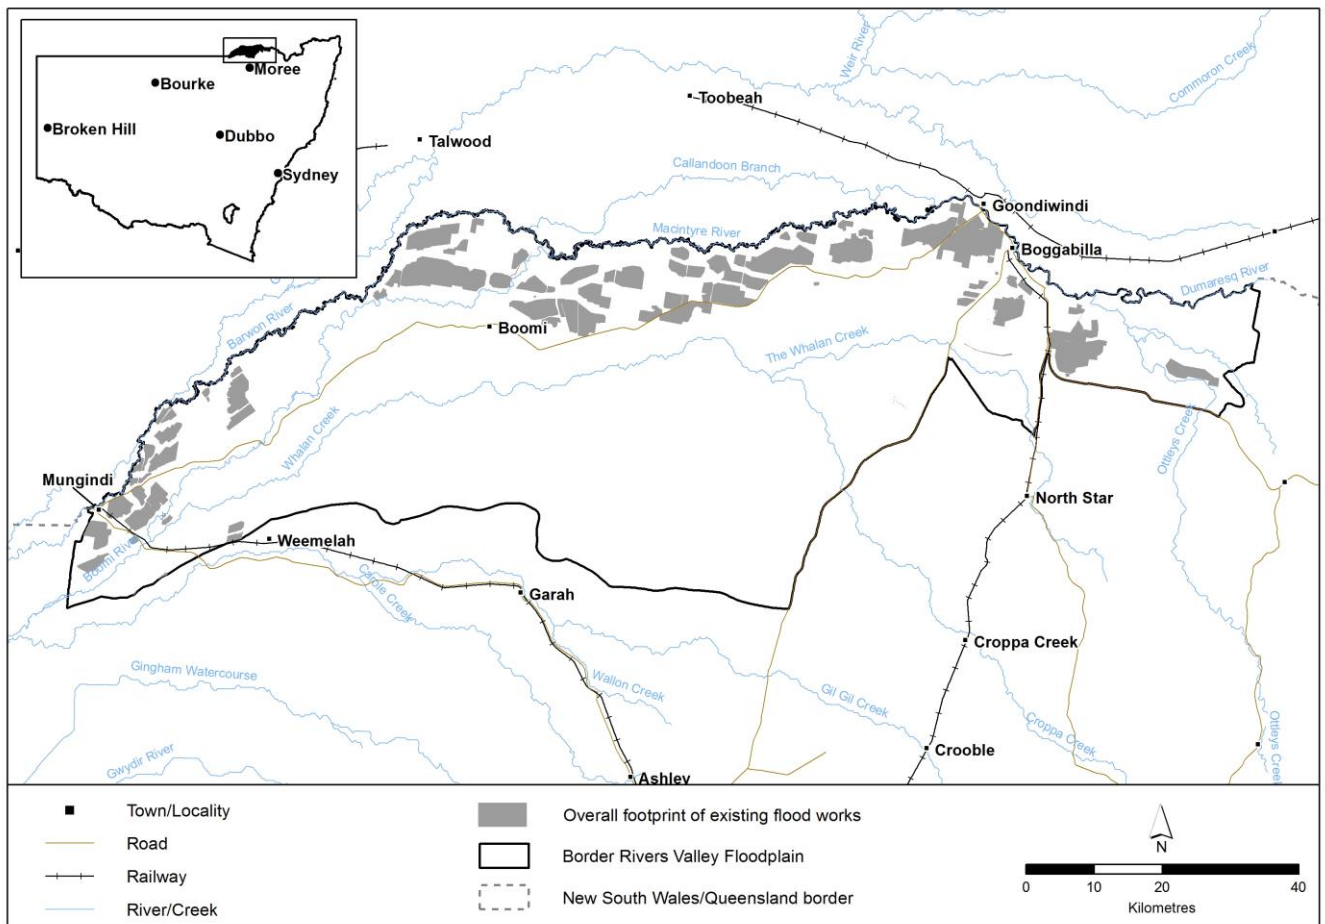 Moree
Bourke
Broken Hill
Dubbo
Sydney
Weir River
Commoron Creek
Toobeah
Talwood
Callandoon Branch
Goondiwindi
Macintyre River
Boggabilla
Dumaresq River
Barwon River
Boomi
The Whalan Creek
Whalan Creek
Ottleys Creek
Mungindi
North Star
Weemelah
Boomi River
Carole Creek
Garah
Croppa Creek
Gingham Watercourse
Wallon Creek
Gil Gil Creek
Croppa Creek
Ottleys Creek
Gwydir River
Crooble
Ashley
Town/Locality
Road
Railway
River/Creek
Overall footprint of existing flood works
Border Rivers Valley Floodplain
New South Wales/Queensland border
N
0 10 20 40
Kilometres